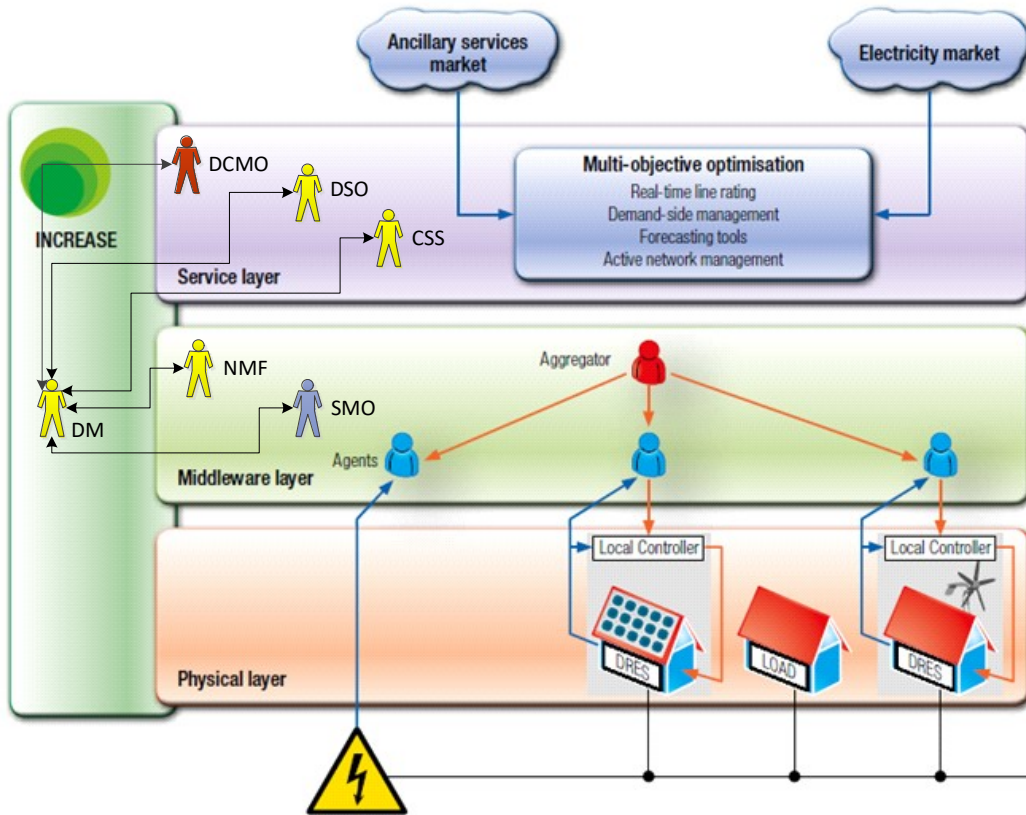 Ancillary services
market
Electricity market
INCREASE
DCMO
DSO
CSS
Multi-objective optimisation
Real-time line rating
Demand-side management
Forecasting tools
Active network management
Service layer
NMF
SMO
DM
Aggregator
Agents
Middleware layer
Local Controller
Local Controller
DRES
LOAD
DRES
Physical layer